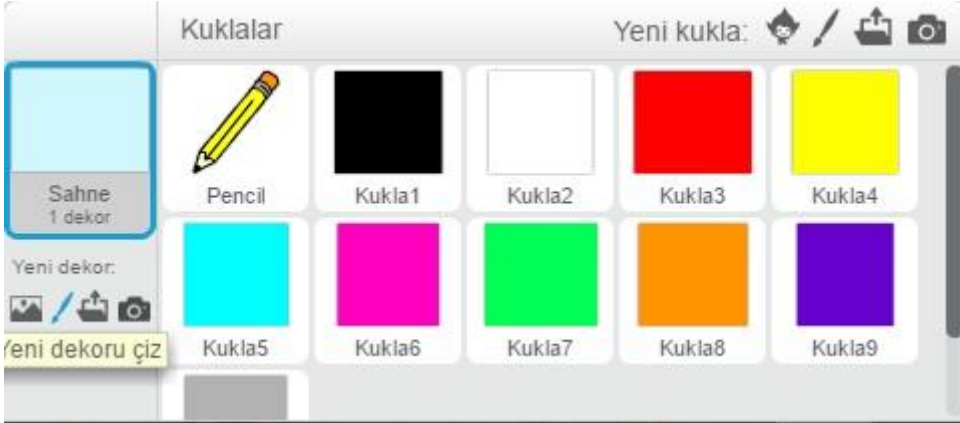 Kuklalar
Yeni kukla:
Sahne
1 dekor
Yeni dekor:
Yeni dekoru çiz
Pencil
Kukla1
Kukla2
Kukla3
Kukla4
Kukla5
Kukla6
Kukla7
Kukla8
Kukla9